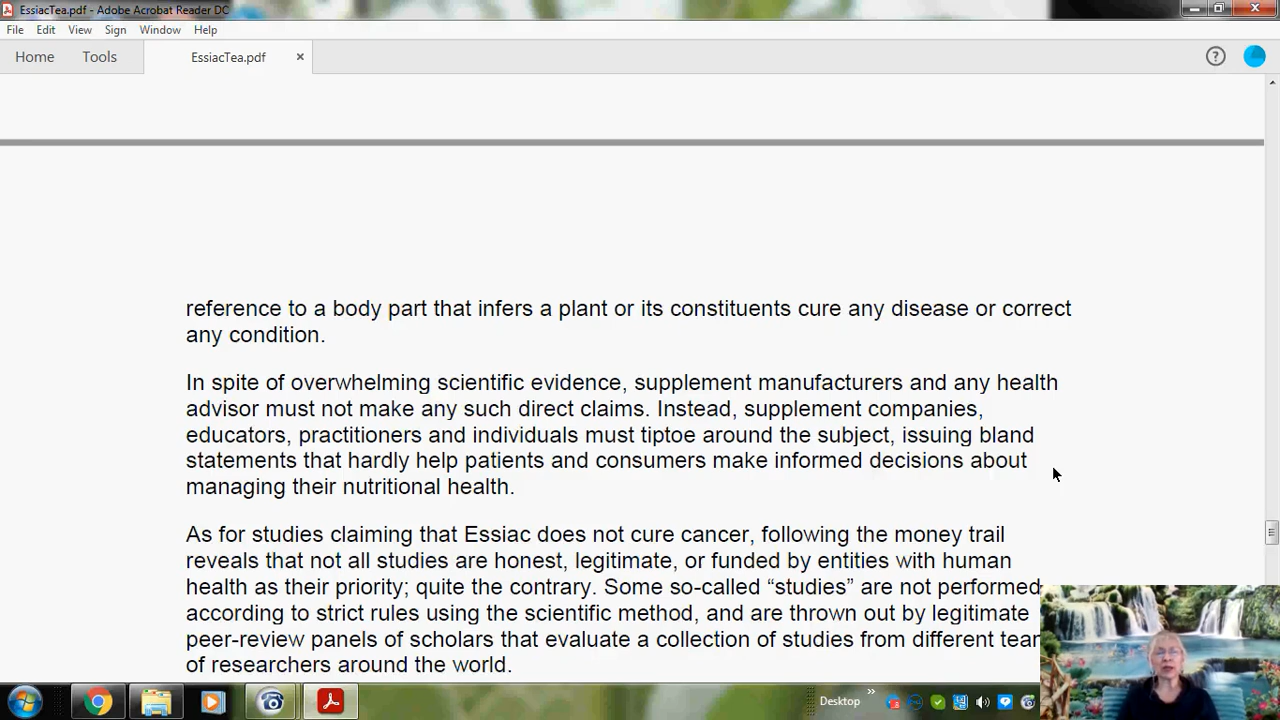 EssiacTea.pdf - Adobe Acrobat Reader DC
File Edit View Sign Window Help
Home Tools EssiacTea.pdf
reference to a body part that infers a plant or its constituents cure any disease or correct
any condition.
In spite of overwhelming scientific evidence, supplement manufacturers and any health
advisor must not make any such direct claims. Instead, supplement companies,
educators, practitioners and individuals must tiptoe around the subject, issuing bland
statements that hardly help patients and consumers make informed decisions about
managing their nutritional health.
As for studies claiming that Essiac does not cure cancer, following the money trail
reveals that not all studies are honest, legitimate, or funded by entities with human
health as their priority; quite the contrary. Some so-called “studies” are not performed
according to strict rules using the scientific method, and are thrown out by legitimate
peer-review panels of scholars that evaluate a collection of studies from different tear
of researchers around the world.
Desktop